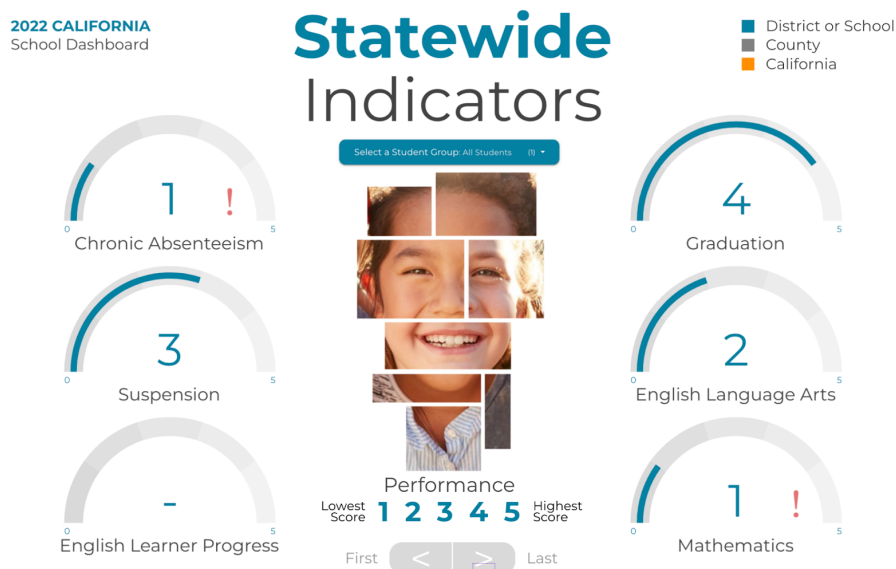 2022 CALIFORNIA
School Dashboard
Statewide
Indicators
District or School
County
California
Select a Student Group: All Students (1)
1 !
0 5
Chronic Absenteeism
4
0 5
Graduation
3
0 5
Suspension
2
0 5
English Language Arts
-
0 5
English Learner Progress
1 !
0 5
Mathematics
Performance
Lowest
Score
1 2 3 4 5
Highest
Score
First < > Last